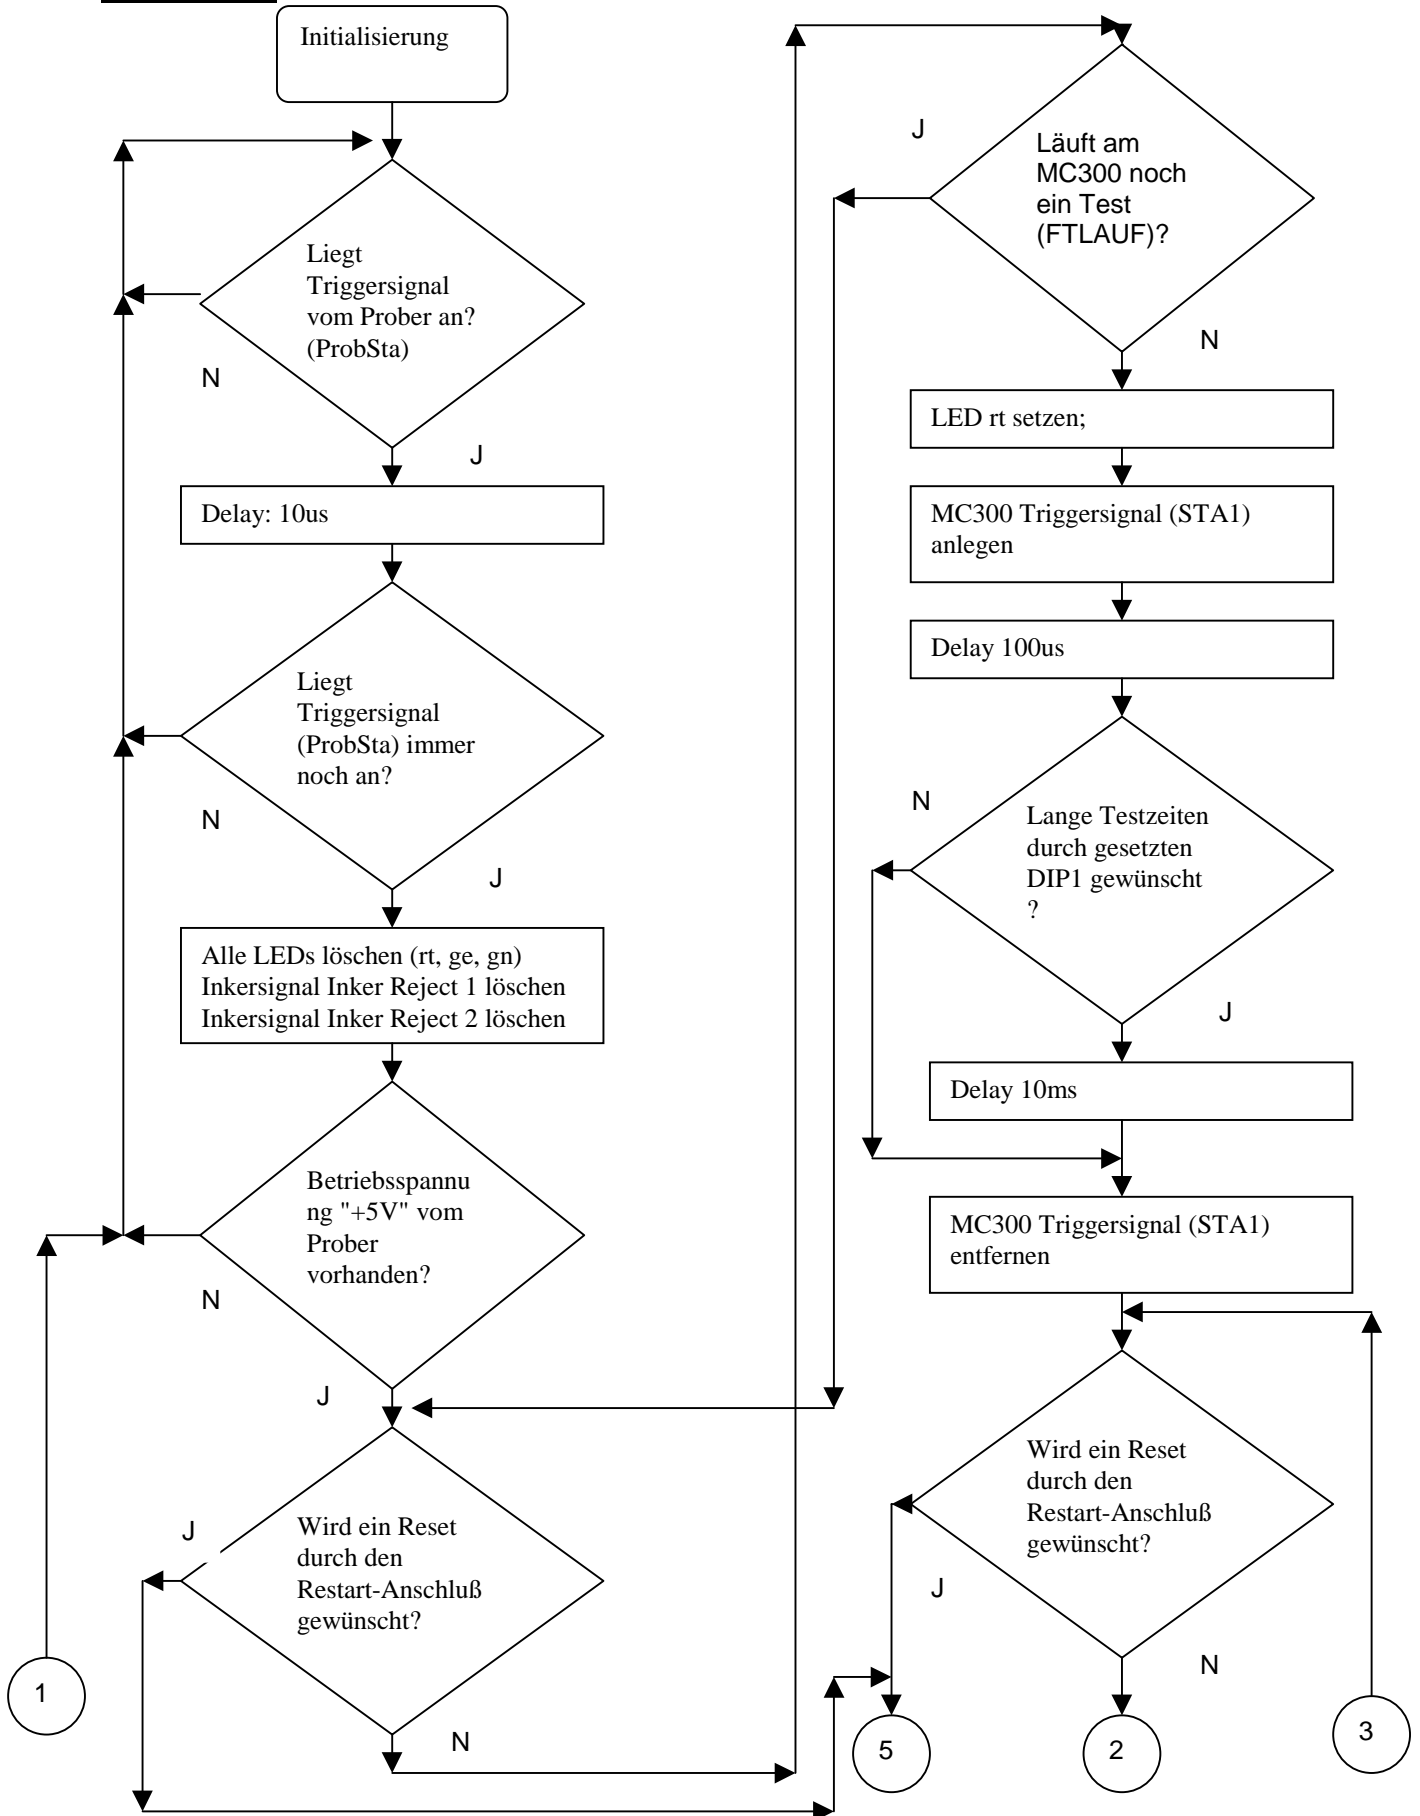 Initialisierung
Liegt
Triggersignal
vom Prober an?
(ProbSta)
N
J
Delay: 10us
Liegt
Triggersignal
(ProbSta) immer
noch an?
N
J
Alle LEDs löschen (rt, ge, gn)
Inkersignal Inker Reject 1 löschen
Inkersignal Inker Reject 2 löschen
Betriebsspannu
ng "+5V" vom
Prober
vorhanden?
N
J
J
Wird ein Reset
durch den
Restart-Anschluß
gewünscht?
1
N
J
Läuft am
MC300 noch
ein Test
(FTLAUF)?
N
LED rt setzen;
MC300 Triggersignal (STA1)
anlegen
Delay 100us
N
Lange Testzeiten
durch gesetzten
DIP1 gewünscht
?
J
Delay 10ms
MC300 Triggersignal (STA1)
entfernen
Wird ein Reset
durch den
Restart-Anschluß
gewünscht?
J
N
5
2
3